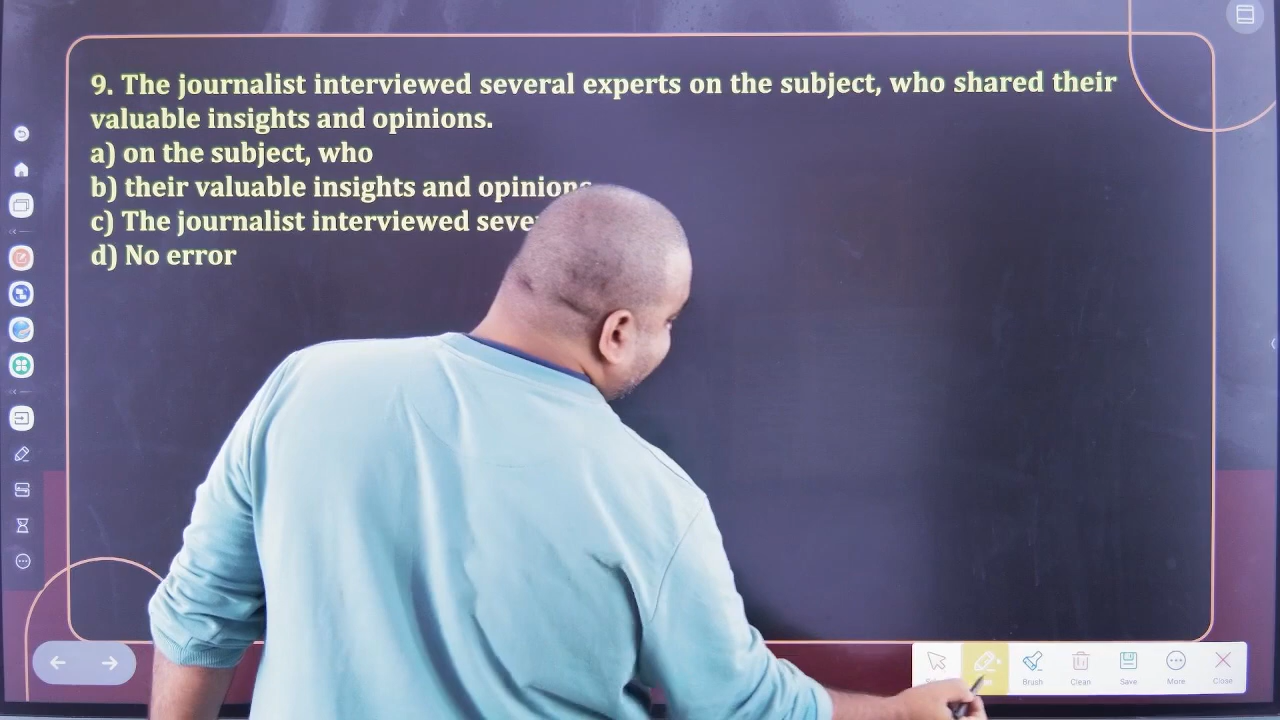 9. The journalist interviewed several experts on the subject, who shared their
valuable insights and opinions.
a) on the subject, who
b) their valuable insights and opinions
c) The journalist interviewed
d) No error
Brush
Clean
Save
More
Close